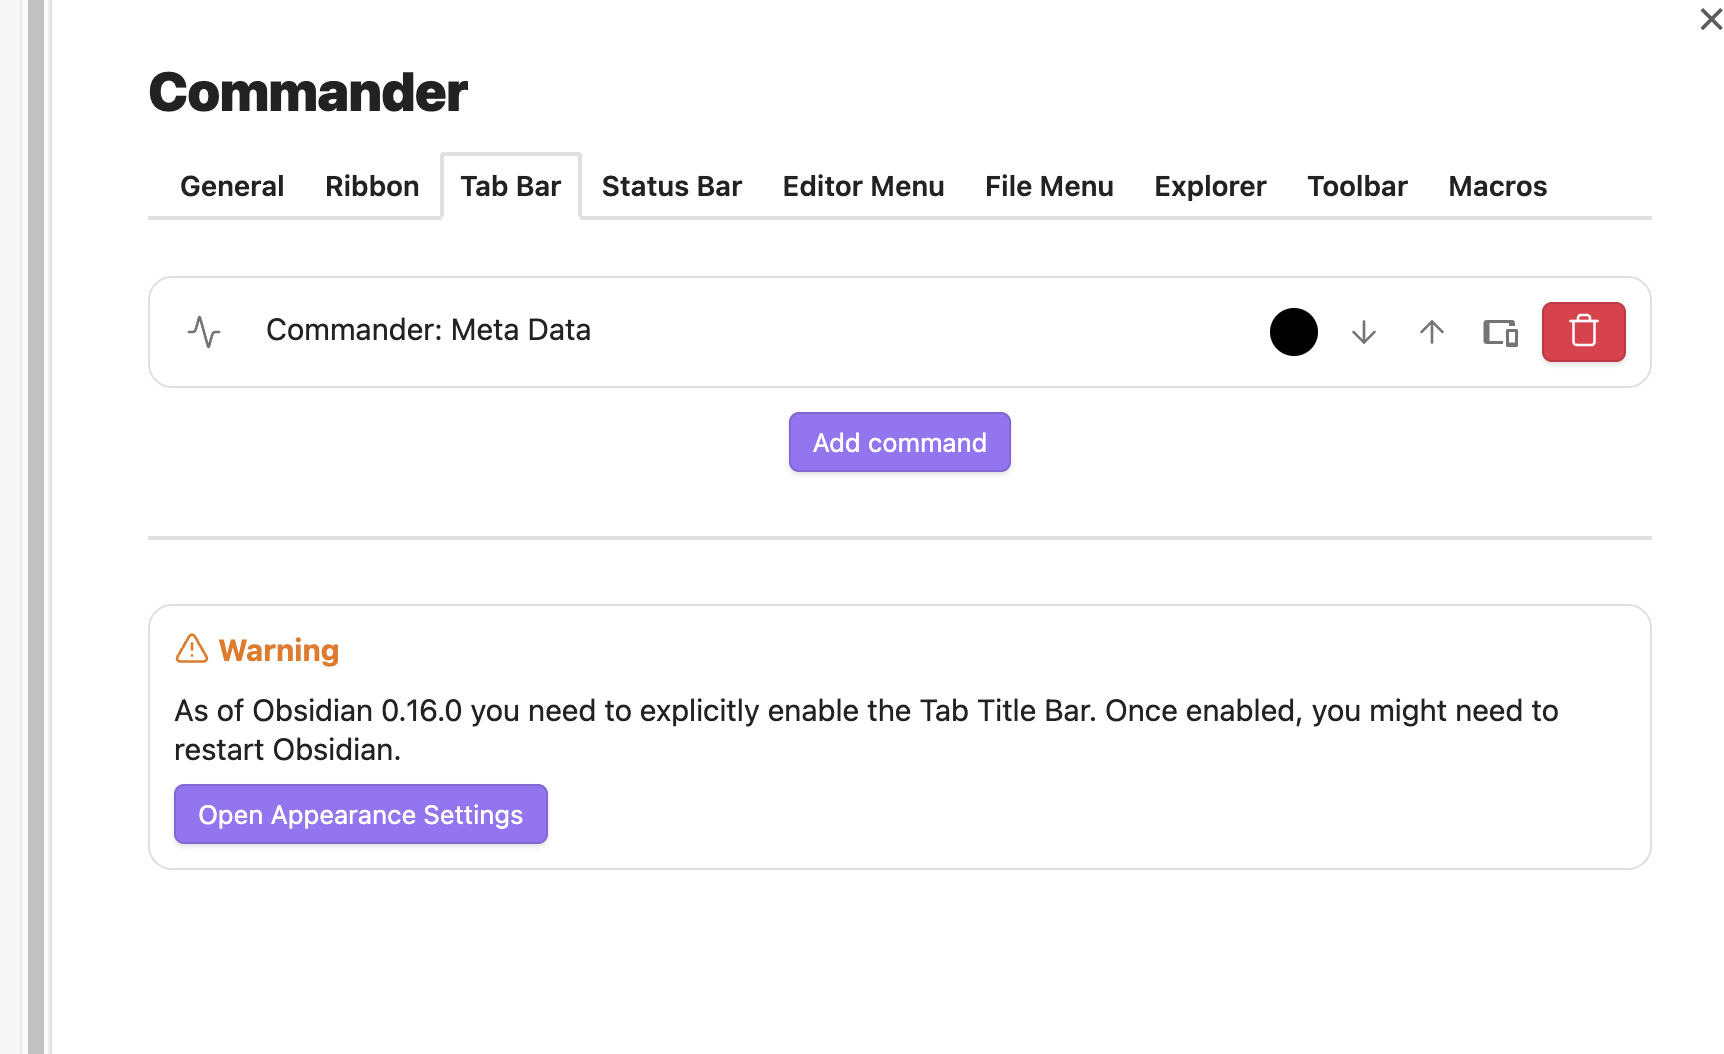 Commander
General Ribbon Tab Bar Status Bar Editor Menu File Menu Explorer Toolbar Macros
Commander: Meta Data
Add command
Warning
As of Obsidian 0.16.0 you need to explicitly enable the Tab Title Bar. Once enabled, you might need to
restart Obsidian.
Open Appearance Settings